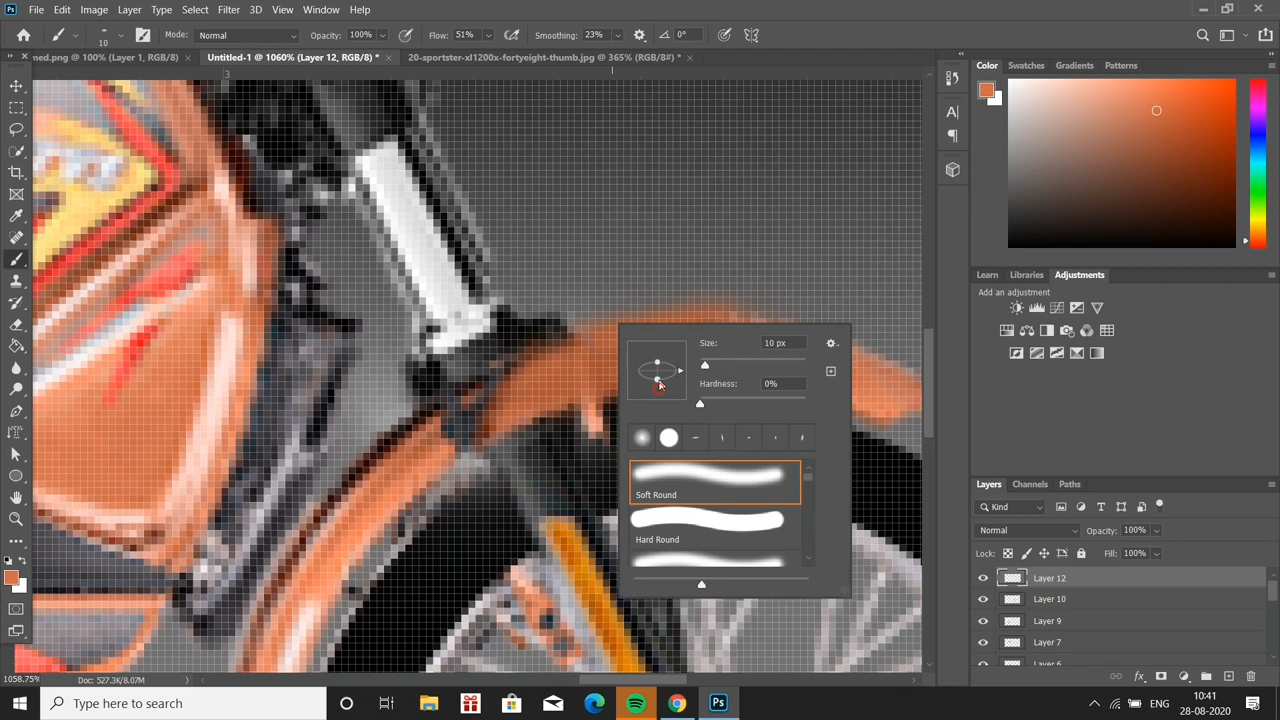 Ps File Edit Image Layer Type Select Filter 3D View Window Help
10 Mode: Normal Opacity: 100% Flow: 51% Smoothing: 23% 0°
med.png @ 100% (Layer 1, RGB/8) × Untitled-1 @ 1060% (Layer 12, RGB/8) * × 20-sportster-xl1200x-fortyeight-thumb.jpg @ 365% (RGB/8#) * ×
3
Color Swatches Gradients Patterns
Learn Libraries Adjustments
Add an adjustment
Size: 10 px
Hardness: 0%
Soft Round
Hard Round
Layers Channels Paths
Kind
Normal Opacity: 100%
Lock: Fill: 100%
Layer 12
Layer 10
Layer 9
Layer 7
Layer 6
1058.75% Doc: 527.3K/8.07M
Type here to search
ENG
10:41
28-08-2020